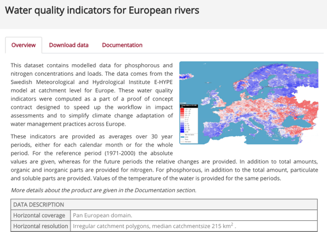 Water quality indicators for European rivers
Overview
Download data
Documentation
This dataset contains modelled data for phosphorous and
nitrogen concentrations and loads. The data comes from the
Swedish Meteorological and Hydrological Institute E-HYPE
model at catchment level for Europe. These water quality
indicators were computed as a part of a proof of concept
contract designed to speed up the workflow in impact
assessments and to simplify climate change adaptation of
water management practices across Europe.
These indicators are provided as averages over 30 year
periods, either for each calendar month or for the whole
period. For the reference period (1971-2000) the absolute
values are given, whereas for the future periods the relative changes are provided. In addition to total amounts,
organic and inorganic parts are provided for nitrogen. For phosphorous, in addition to the total amount, particulate
and soluble parts are provided. Values of the temperature of the water is provided for the same periods.
More details about the product are given in the Documentation section.
DATA DESCRIPTION
Horizontal coverage Pan European domain.
Horizontal resolution Irregular catchment polygons, median catchmentsize 215 km² .